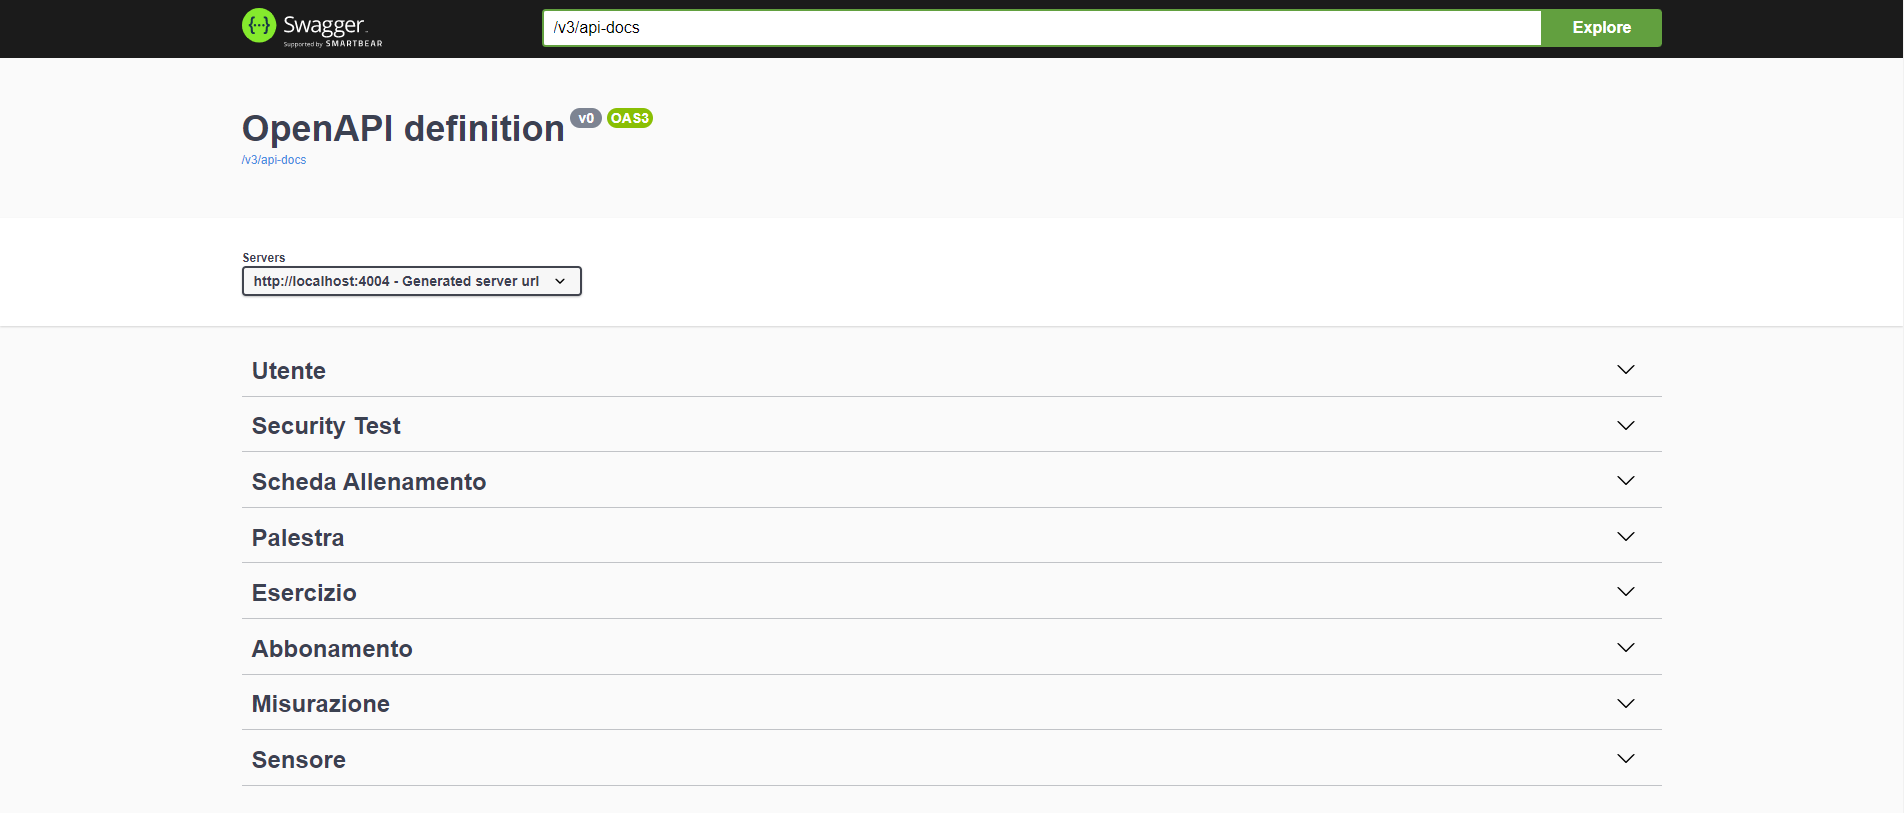 Swagger
Supported by SMARTBEAR
/v3/api-docs
Explore
OpenAPI definition v0 OAS3
/v3/api-docs
Servers
http://localhost:4004 - Generated server url
Utente
Security Test
Scheda Allenamento
Palestra
Esercizio
Abbonamento
Misurazione
Sensore